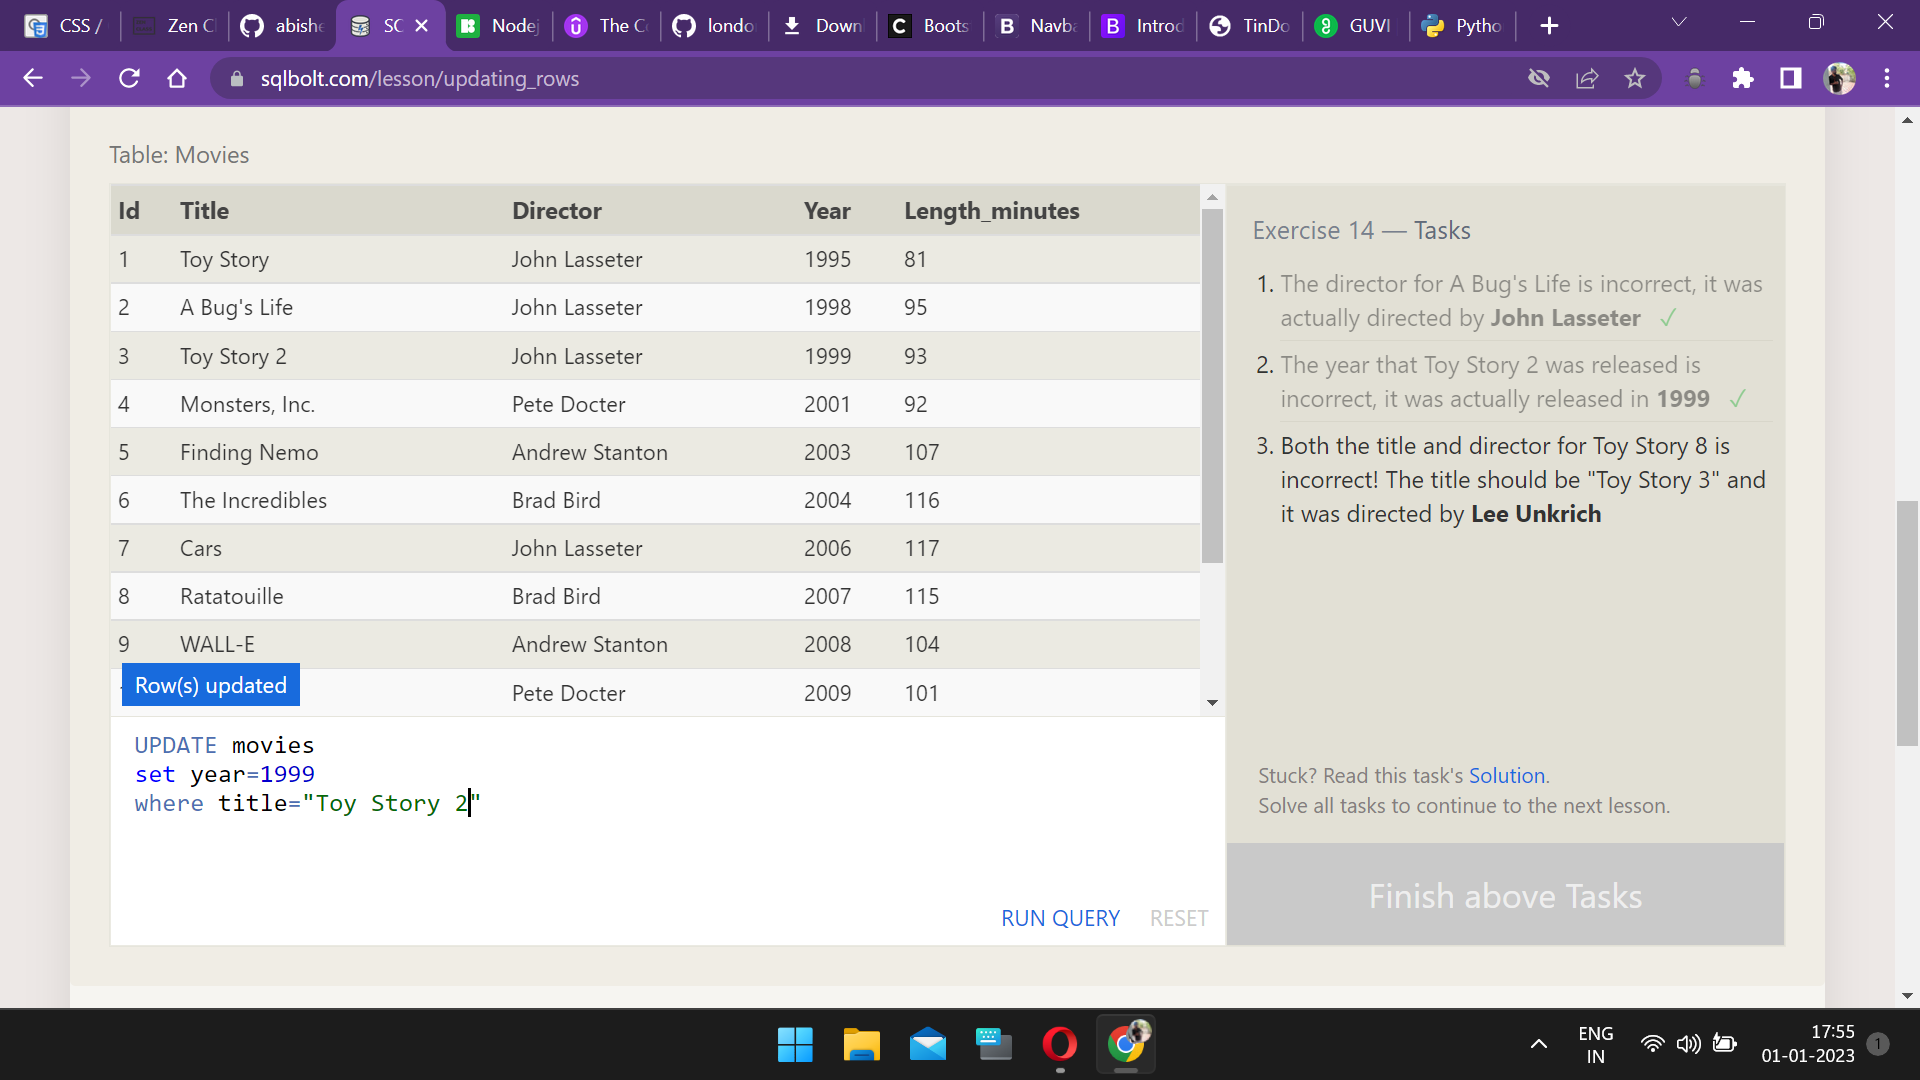 CSS /
Zen C
abishe
SC
Nodej
The C
londo
Down
Boots
Navba
Introd
TinDo
GUVI
Pytho
sqlbolt.com/lesson/updating_rows
Table: Movies
Id Title Director Year Length_minutes
1 Toy Story John Lasseter 1995 81
2 A Bug's Life John Lasseter 1998 95
3 Toy Story 2 John Lasseter 1999 93
4 Monsters, Inc. Pete Docter 2001 92
5 Finding Nemo Andrew Stanton 2003 107
6 The Incredibles Brad Bird 2004 116
7 Cars John Lasseter 2006 117
8 Ratatouille Brad Bird 2007 115
9 WALL-E Andrew Stanton 2008 104
Pete Docter 2009 101
Row(s) updated
UPDATE movies
set year=1999
where title="Toy Story 2"
RUN QUERY RESET
Exercise 14 — Tasks
1. The director for A Bug's Life is incorrect, it was
actually directed by John Lasseter ✓
2. The year that Toy Story 2 was released is
incorrect, it was actually released in 1999 ✓
3. Both the title and director for Toy Story 8 is
incorrect! The title should be "Toy Story 3" and
it was directed by Lee Unkrich
Stuck? Read this task's Solution.
Solve all tasks to continue to the next lesson.
Finish above Tasks
ENG
IN
17:55
01-01-2023
1